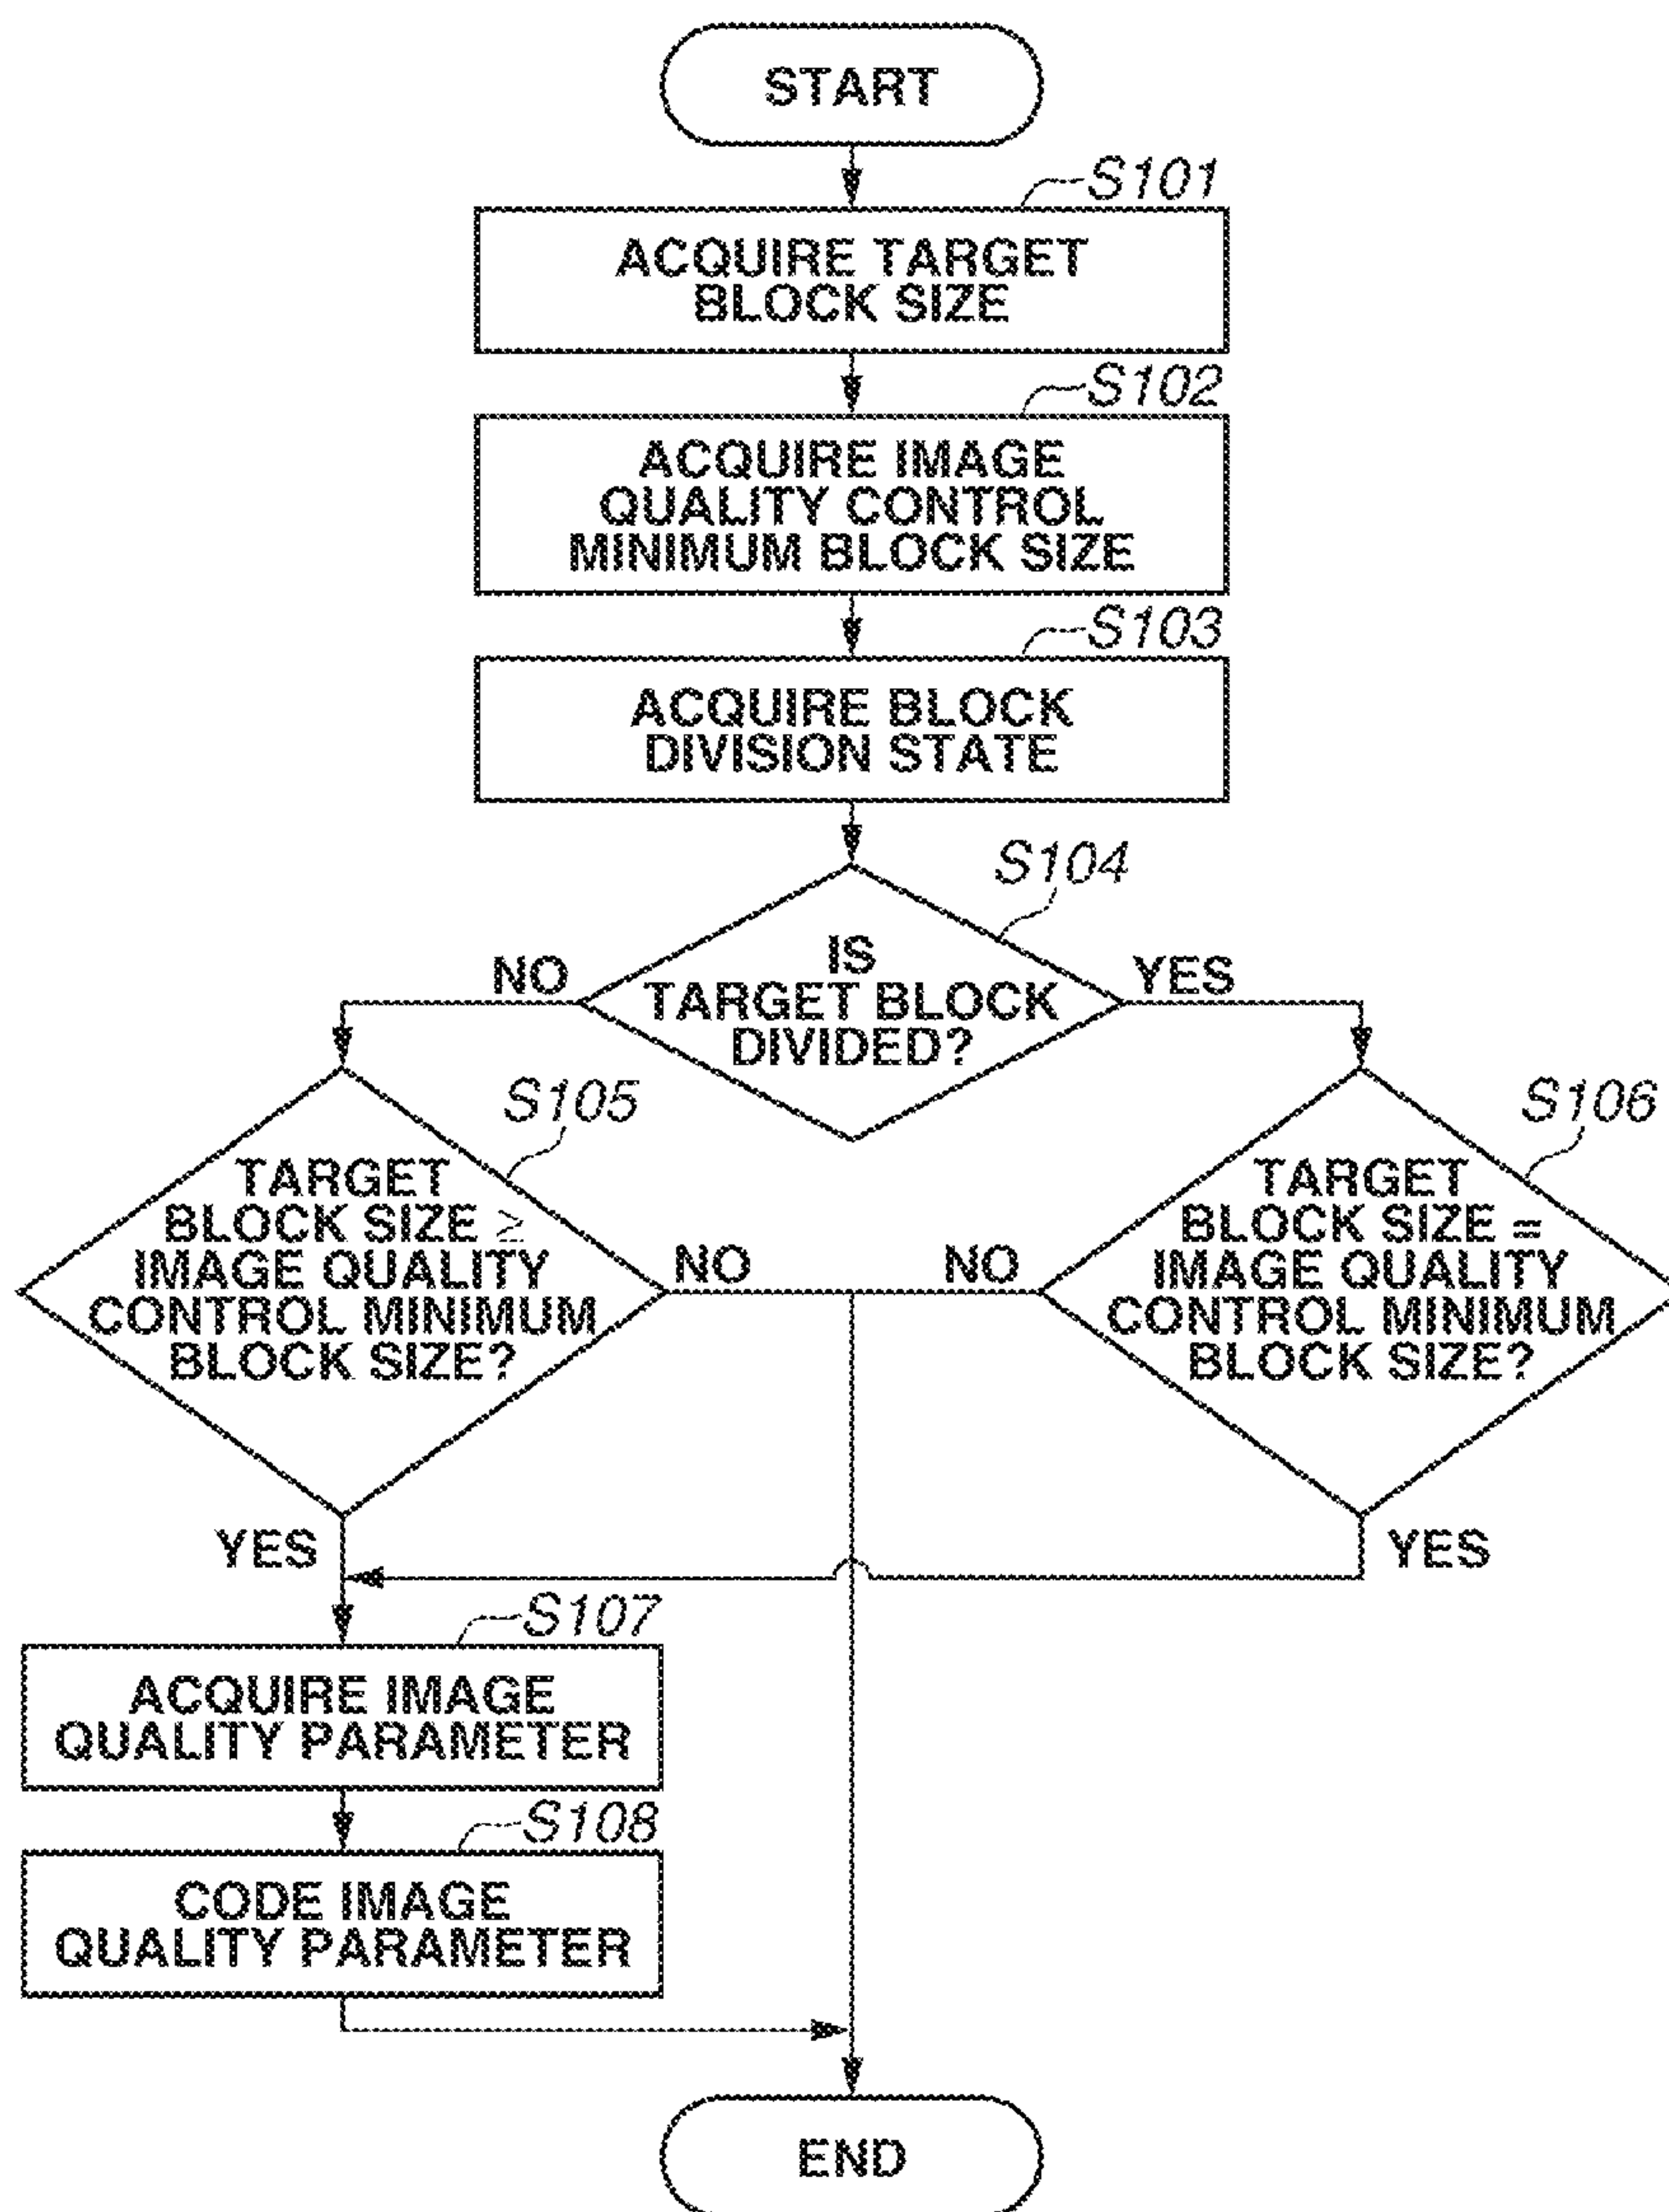 START
S101
ACQUIRE TARGET
BLOCK SIZE
S102
ACQUIRE IMAGE
QUALITY CONTROL
MINIMUM BLOCK SIZE
S103
ACQUIRE BLOCK
DIVISION STATE
S104
IS
TARGET BLOCK
DIVIDED?
NO
YES
S105
TARGET
BLOCK SIZE ≥
IMAGE QUALITY
CONTROL MINIMUM
BLOCK SIZE?
NO
YES
S106
TARGET
BLOCK SIZE =
IMAGE QUALITY
CONTROL MINIMUM
BLOCK SIZE?
NO
YES
S107
ACQUIRE IMAGE
QUALITY PARAMETER
S108
CODE IMAGE
QUALITY PARAMETER
END